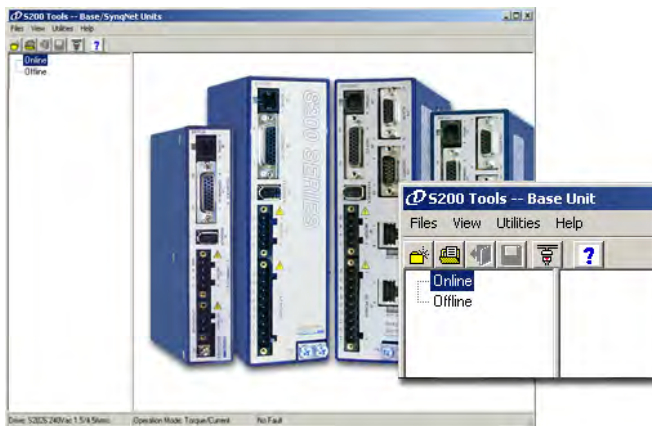 S200 Tools -- Base/SynqNet Units
Files View Utilities Help
Online
Offline
S300 SERIES
S200 Tools -- Base Unit
Files View Utilities Help
Online
Offline
Operation Mode: Torque/Current
No Fault